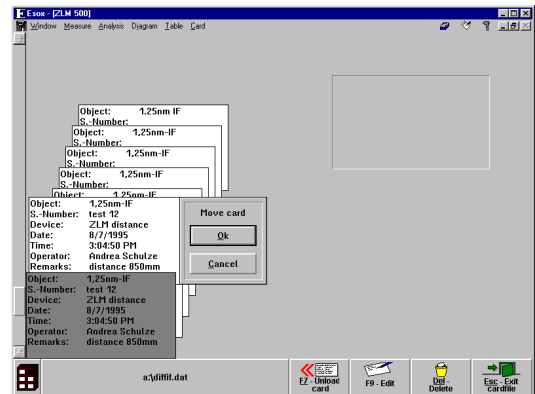 Esox - [ZLM 500]
Window Measure Analysis Diagram Table Card
Object: 1.25nm IF
S.-Number:
Object: 1,25nm-IF
S.-Number:
Object: 1,25nm-IF
S.-Number:
Object: 1,25nm-IF
S.-Number:
Object: 1,25nm-IF
Object: 1,25nm-IF
S.-Number: test 12
Device: ZLM distance
Date: 8/7/1995
Time: 3:04:50 PM
Operator: Andrea Schulze
Remarks: distance 850mm
Move card
Ok
Cancel
Object: 1,25nm-IF
S.-Number: test 12
Device: ZLM distance
Date: 8/7/1995
Time: 3:04:50 PM
Operator: Andrea Schulze
Remarks: distance 850mm
a:\diffif.dat
F7 - Unload
card
F9 - Edit
Del -
Delete
Esc - Exit
cardfile